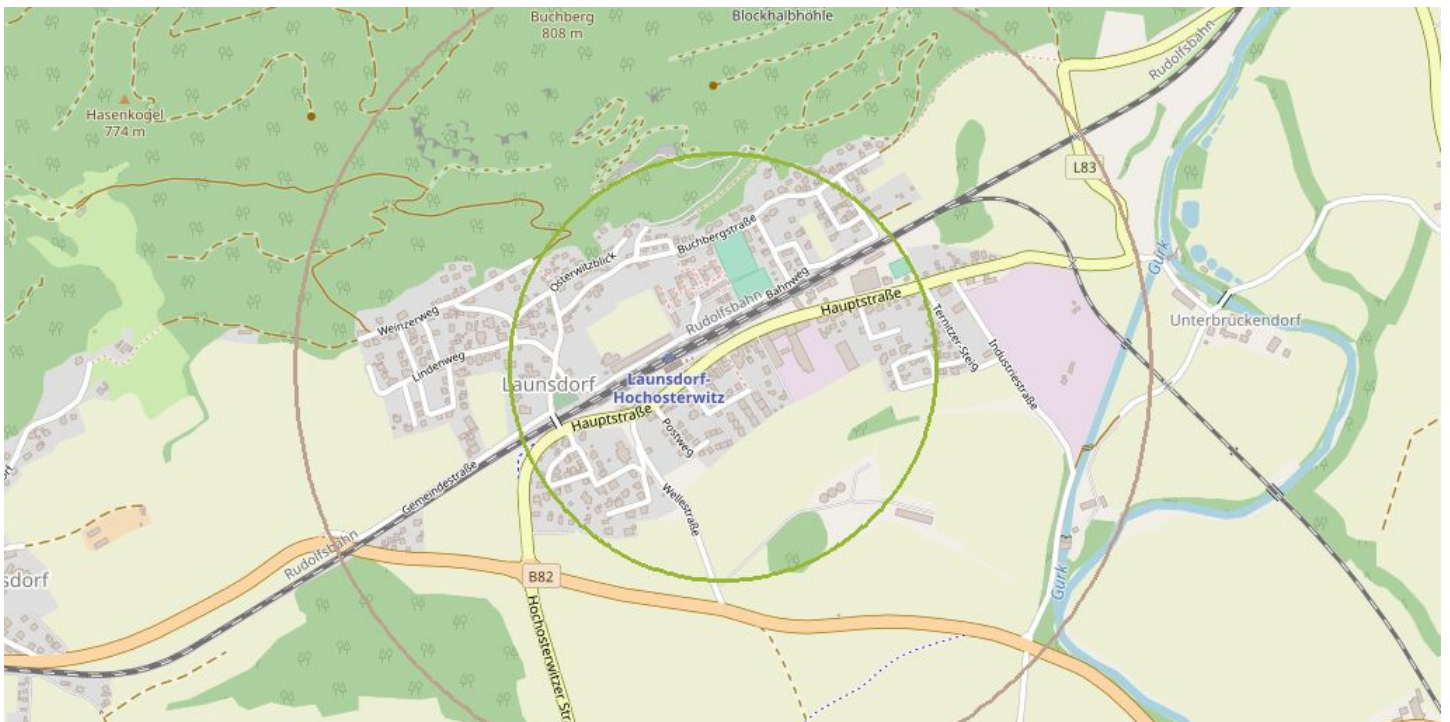 Buchberg
808 m
Blockhalbhöhle
Rudolfsbahn
Hasenkogel
774 m
L83
Buchbergstraße
Osterwitzblick
Gurk
Bahnweg
Rudolfsbahn
Hauptstraße
Weinzerweg
Ternitzer-Steig
Unterbrückendorf
Lindenweg
Industriestraße
Launsdorf
Launsdorf-
Hochosterwitz
Hauptstraße
Postweg
Gemeindestraße
Wellestraße
Rudolfsbahn
sdorf
B82
Gurk
Hochosterwitzer Str